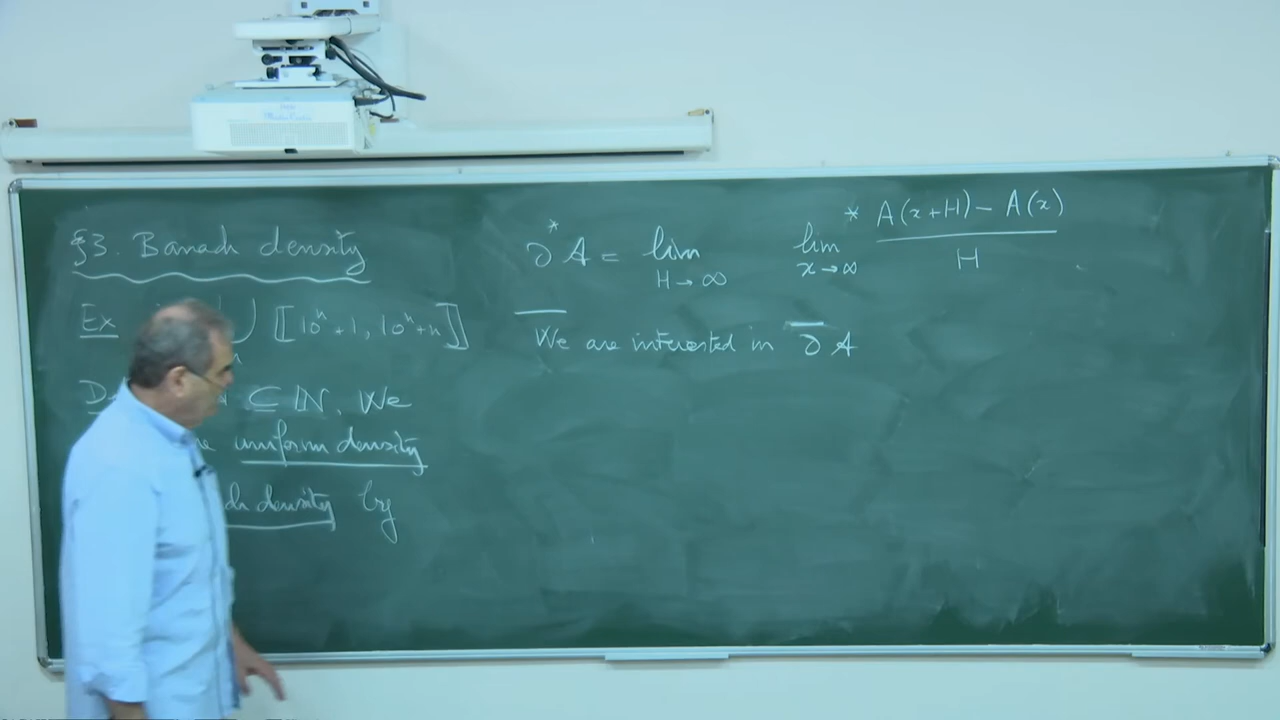 §3. Banach density
Ex ⋃ [[10ⁿ+1, 10ⁿ+n]]
⊆ ℕ. We
uniform density
density by
∂* A = lim_{H→∞} lim*_{x→∞} (A(x+H) − A(x)) / H
We are interested in ∂̅ A